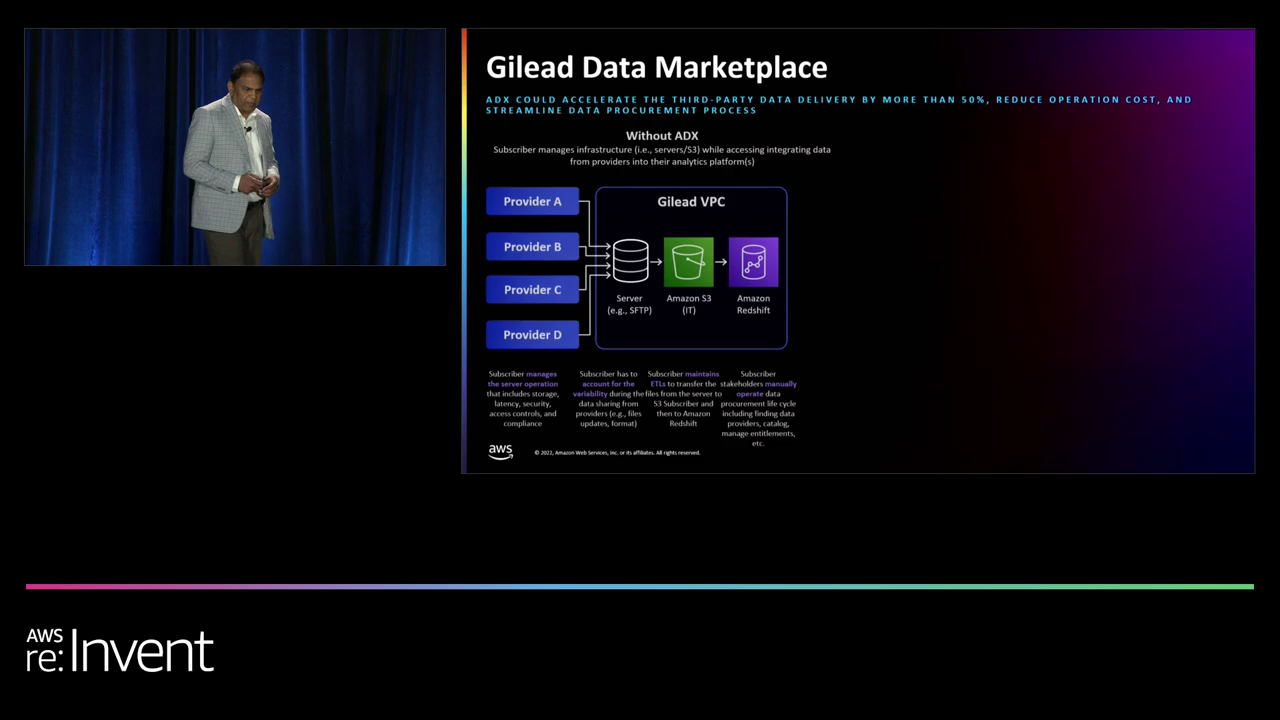 Gilead Data Marketplace
ADX COULD ACCELERATE THE THIRD-PARTY DATA DELIVERY BY MORE THAN 50%, REDUCE OPERATION COST, AND
STREAMLINE DATA PROCUREMENT PROCESS
Without ADX
Subscriber manages infrastructure (i.e., servers/S3) while accessing integrating data
from providers into their analytics platform(s)
Provider A
Provider B
Provider C
Provider D
Gilead VPC
Server
(e.g., SFTP)
Amazon S3
(IT)
Amazon
Redshift
Subscriber manages
the server operation
that includes storage,
latency, security,
access controls, and
compliance
Subscriber has to
account for the
variability during the
data sharing from
providers (e.g., files
updates, format)
Subscriber maintains
ETLs to transfer the
files from the server to
S3 Subscriber and
then to Amazon
Redshift
Subscriber
stakeholders manually
operate data
procurement life cycle
including finding data
providers, catalog,
manage entitlements,
etc.
aws
© 2022, Amazon Web Services, Inc. or its affiliates. All rights reserved.
AWS
re:Invent